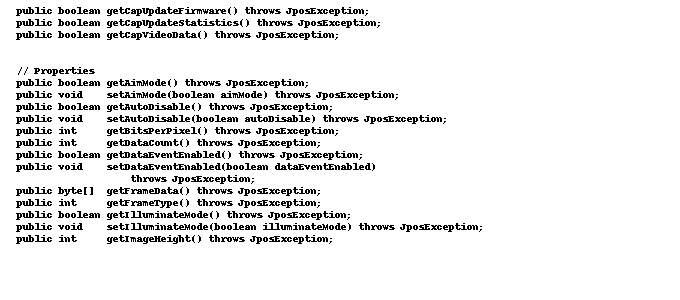 public boolean getCapUpdateFirmware() throws JposException;
public boolean getCapUpdateStatistics() throws JposException;
public boolean getCapVideoData() throws JposException;
// Properties
public boolean getAimMode() throws JposException;
public void setAimMode(boolean aimMode) throws JposException;
public boolean getAutoDisable() throws JposException;
public void setAutoDisable(boolean autoDisable) throws JposException;
public int getBitsPerPixel() throws JposException;
public int getDataCount() throws JposException;
public boolean getDataEventEnabled() throws JposException;
public void setDataEventEnabled(boolean dataEventEnabled)
throws JposException;
public byte[] getFrameData() throws JposException;
public int getFrameType() throws JposException;
public boolean getIlluminateMode() throws JposException;
public void setIlluminateMode(boolean illuminateMode) throws JposException;
public int getImageHeight() throws JposException;